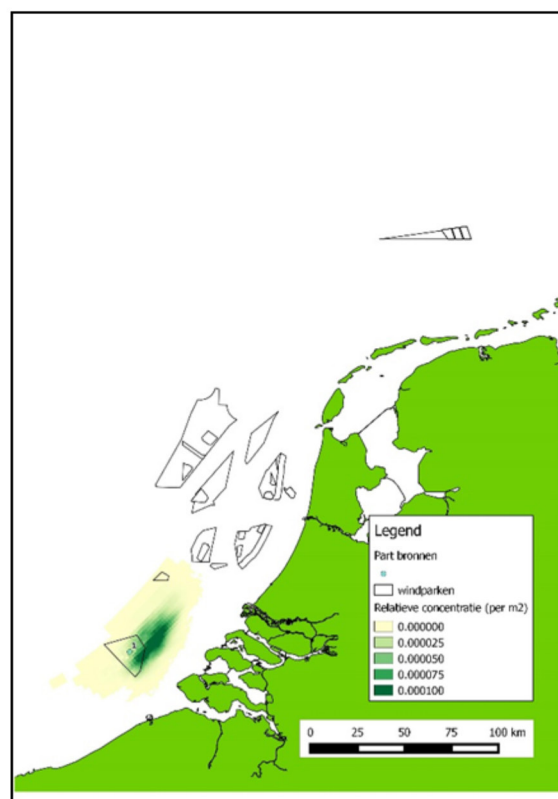 Legend
Part bronnen
windparken
Relatieve concentratie (per m2)
0.000000
0.000025
0.000050
0.000075
0.000100
0 25 50 75 100 km